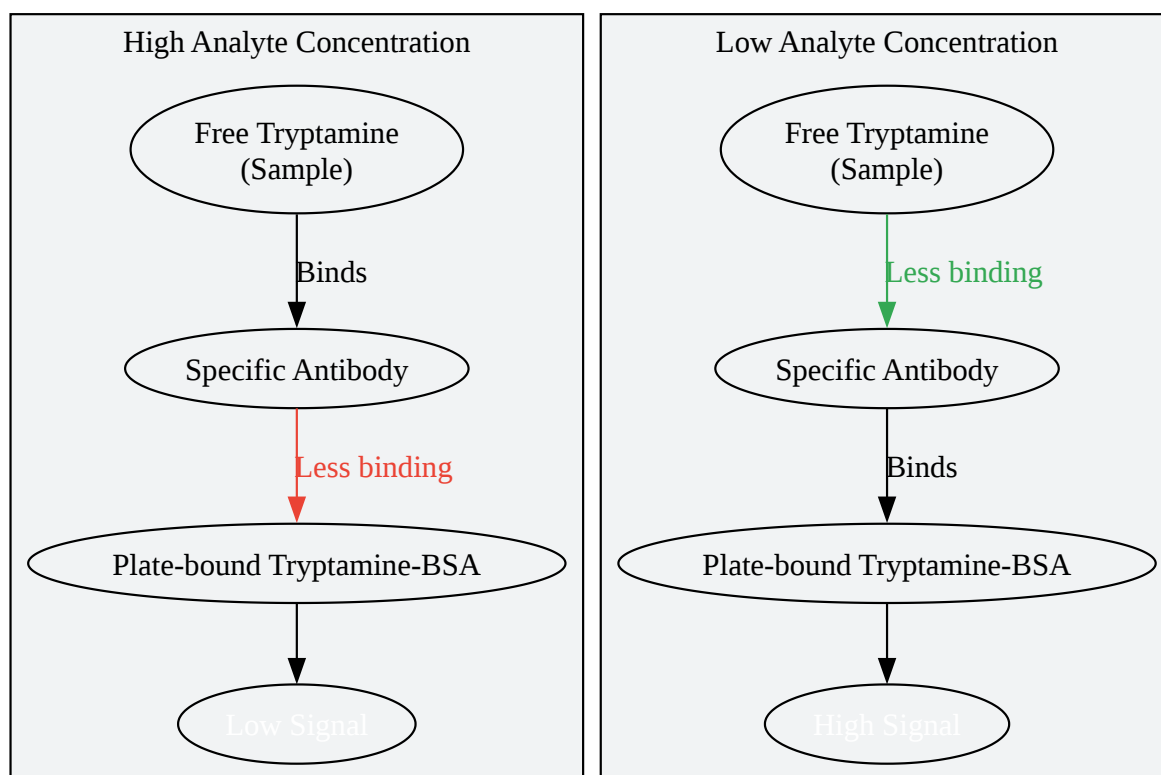 High Analyte Concentration
Free Tryptamine
(Sample)
Binds
Specific Antibody
Less binding
Plate-bound Tryptamine-BSA
Low Signal
Low Analyte Concentration
Free Tryptamine
(Sample)
Less binding
Specific Antibody
Binds
Plate-bound Tryptamine-BSA
High Signal